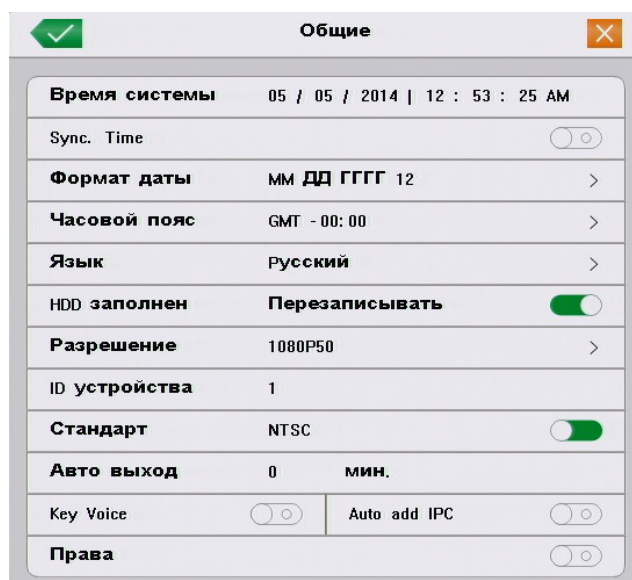 Общие
Время системы 05 / 05 / 2014 | 12 : 53 : 25 AM
Sync. Time
Формат даты ММ ДД ГГГГ 12
Часовой пояс GMT -00:00
Язык Русский
HDD заполнен Перезаписывать
Разрешение 1080P50
ID устройства 1
Стандарт NTSC
Авто выход 0 мин.
Key Voice Auto add IPC
Права